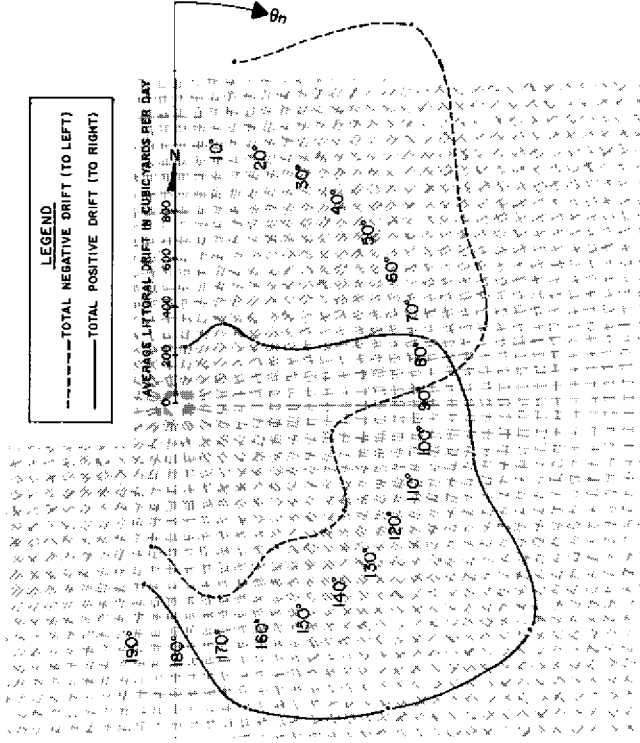 LEGEND
TOTAL NEGATIVE DRIFT (TO LEFT)
TOTAL POSITIVE DRIFT (TO RIGHT)
AVERAGE LITTORAL DRIFT IN CUBIC YARDS PER DAY
0 200 400 600 800
N
θn
10°
20°
30°
40°
50°
60°
70°
80°
90°
100°
110°
120°
130°
140°
150°
160°
170°
180°
190°